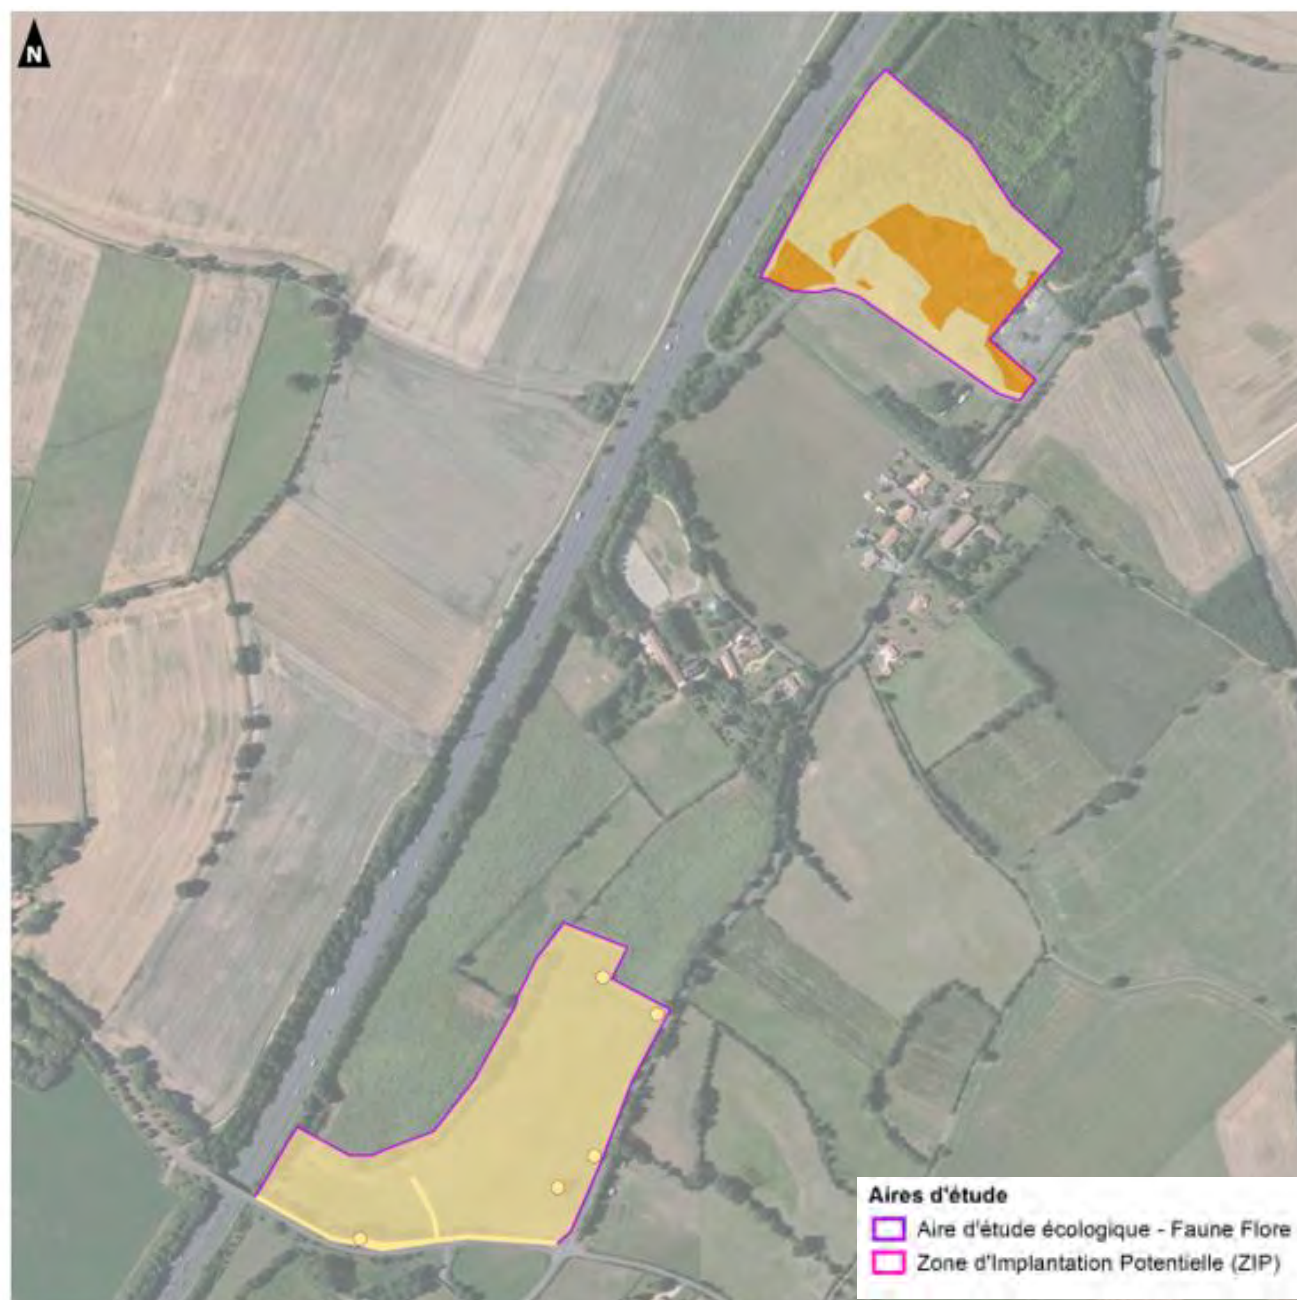 N
Aires d'étude
Aire d'étude écologique - Faune Flore
Zone d'Implantation Potentielle (ZIP)